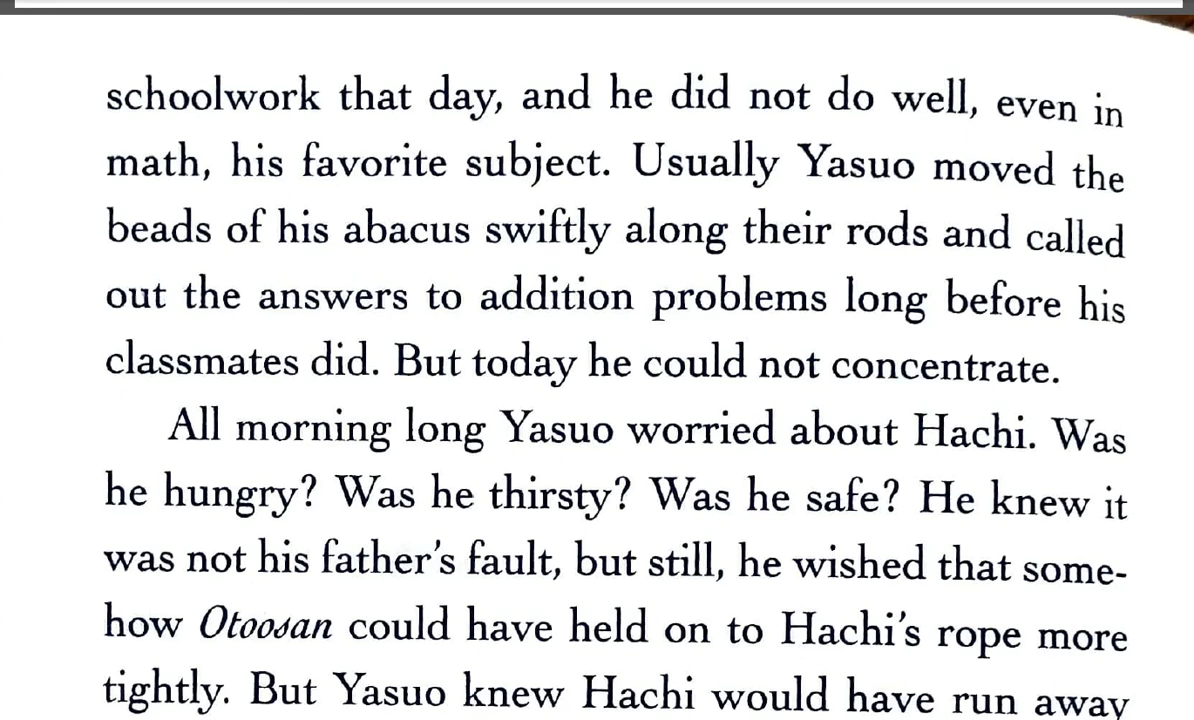 schoolwork that day, and he did not do well, even in
math, his favorite subject. Usually Yasuo moved the
beads of his abacus swiftly along their rods and called
out the answers to addition problems long before his
classmates did. But today he could not concentrate.
All morning long Yasuo worried about Hachi. Was
he hungry? Was he thirsty? Was he safe? He knew it
was not his father's fault, but still, he wished that some-
how Otoosan could have held on to Hachi's rope more
tightly. But Yasuo knew Hachi would have run away